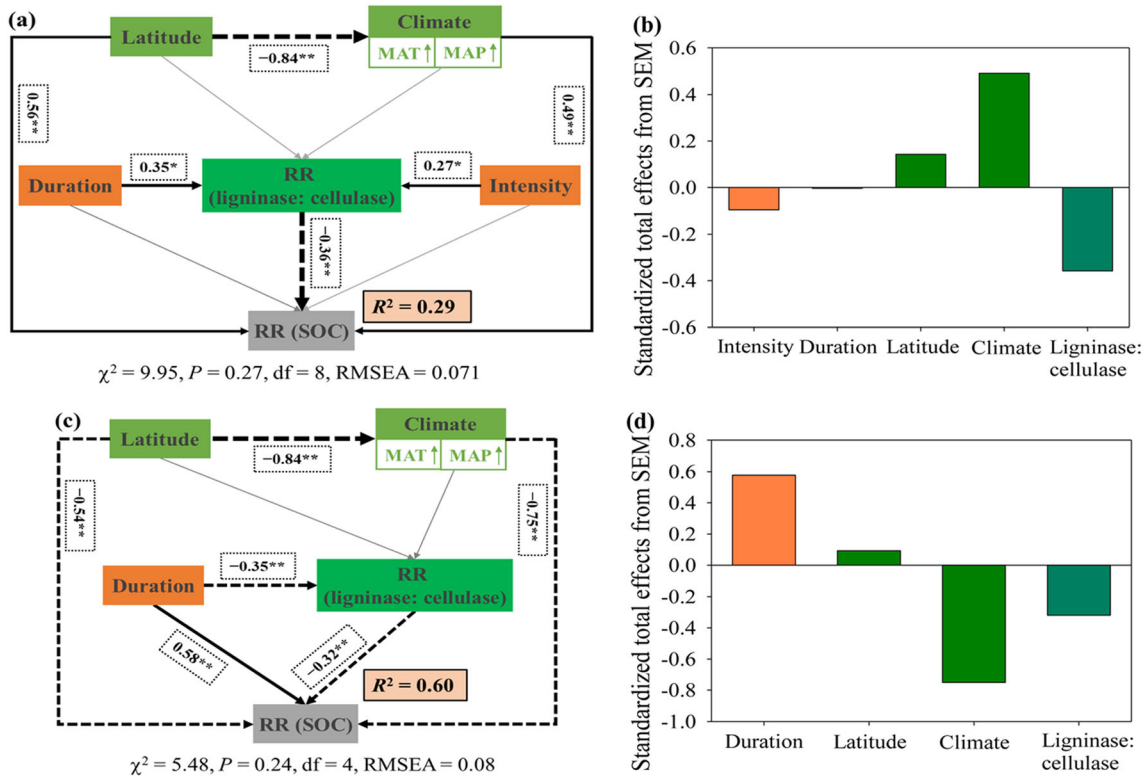 (a)
Latitude
−0.84**
Climate
MAT↑ MAP↑
0.56**
0.49**
Duration
0.35*
RR
(ligninase: cellulase)
0.27*
Intensity
−0.36**
R² = 0.29
RR (SOC)
χ² = 9.95, P = 0.27, df = 8, RMSEA = 0.071
(b)
Standardized total effects from SEM
0.6
0.4
0.2
0.0
-0.2
-0.4
-0.6
Intensity Duration Latitude Climate Ligninase:
cellulase
(c)
Latitude
−0.84**
Climate
MAT↑ MAP↑
−0.54**
−0.75**
Duration
−0.35**
RR
(ligninase: cellulase)
0.58**
−0.32**
R² = 0.60
RR (SOC)
χ² = 5.48, P = 0.24, df = 4, RMSEA = 0.08
(d)
Standardized total effects from SEM
0.8
0.6
0.4
0.2
0.0
-0.2
-0.4
-0.6
-0.8
-1.0
Duration Latitude Climate Ligninase:
cellulase